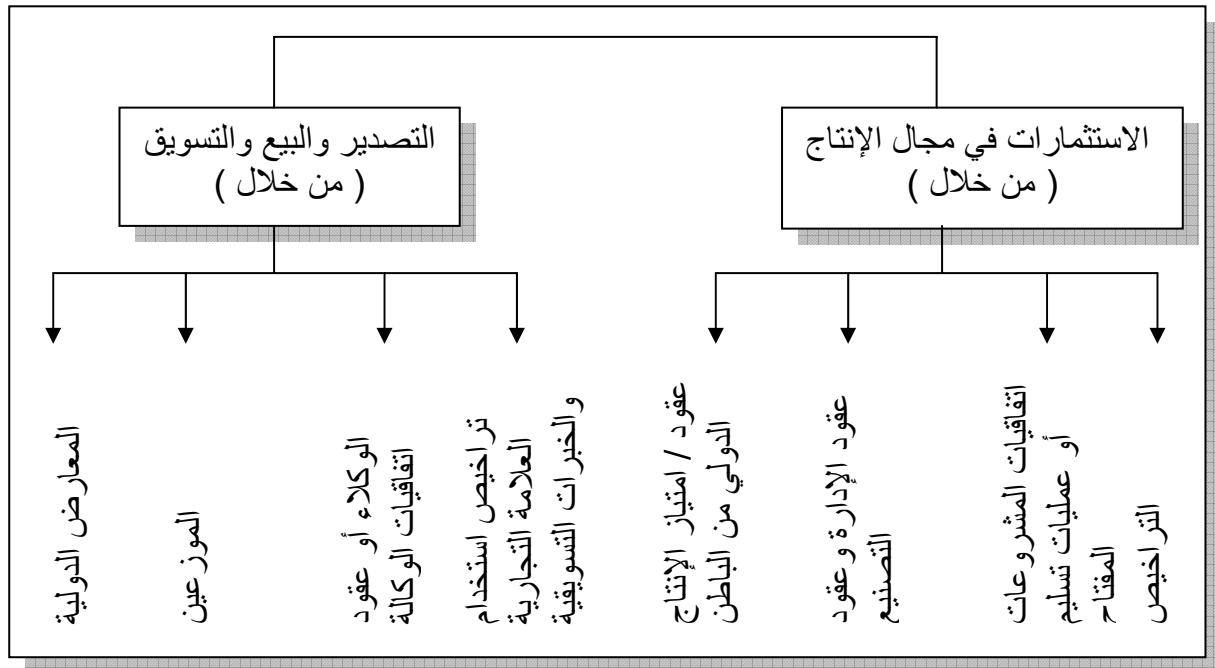 الاستثمارات في مجال الإنتاج
( من خلال )
التصدير والبيع والتسويق
( من خلال )
التراخيص
اتفاقيات المشروعات
أو عمليات تسليم
المفتاح
عقود الإدارة وعقود
التصنيع
عقود / امتياز الإنتاج
الدولي من الباطن
تراخيص استخدام
العلامة التجارية
والخبرات التسويقية
الوكلاء أو عقود
اتفاقيات الوكالة
الموزعين
المعارض الدولية